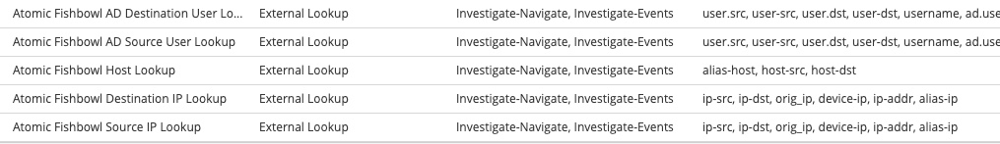 Atomic Fishbowl AD Destination User Lo... External Lookup Investigate-Navigate, Investigate-Events user.src, user-src, user.dst, user-dst, username, ad.use
Atomic Fishbowl AD Source User Lookup External Lookup Investigate-Navigate, Investigate-Events user.src, user-src, user.dst, user-dst, username, ad.use
Atomic Fishbowl Host Lookup External Lookup Investigate-Navigate, Investigate-Events alias-host, host-src, host-dst
Atomic Fishbowl Destination IP Lookup External Lookup Investigate-Navigate, Investigate-Events ip-src, ip-dst, orig_ip, device-ip, ip-addr, alias-ip
Atomic Fishbowl Source IP Lookup External Lookup Investigate-Navigate, Investigate-Events ip-src, ip-dst, orig_ip, device-ip, ip-addr, alias-ip